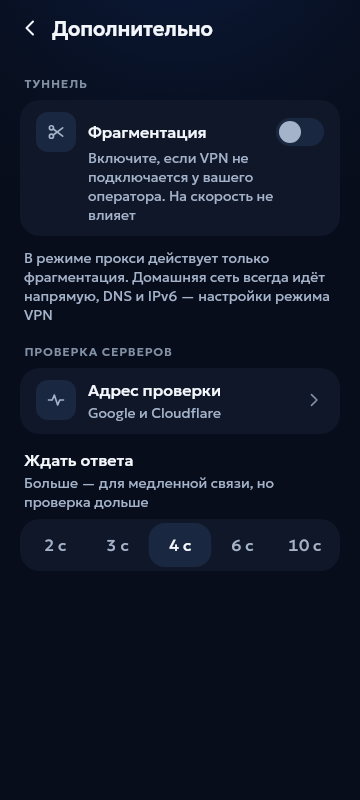 Дополнительно
ТУННЕЛЬ
Фрагментация
Включите, если VPN не
подключается у вашего
оператора. На скорость не
влияет
В режиме прокси действует только
фрагментация. Домашняя сеть всегда идёт
напрямую, DNS и IPv6 — настройки режима
VPN
ПРОВЕРКА СЕРВЕРОВ
Адрес проверки
Google и Cloudflare
Ждать ответа
Больше — для медленной связи, но
проверка дольше
2 с 3 с 4 с 6 с 10 с